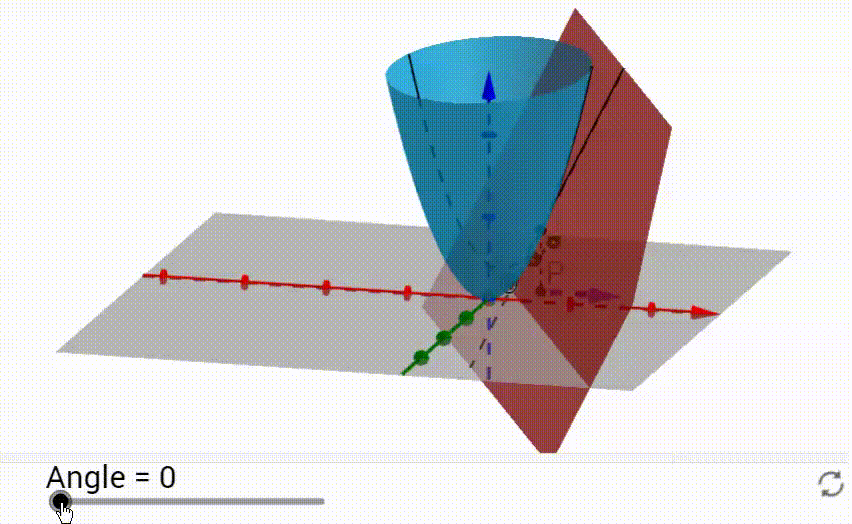 α
P
Angle = 0